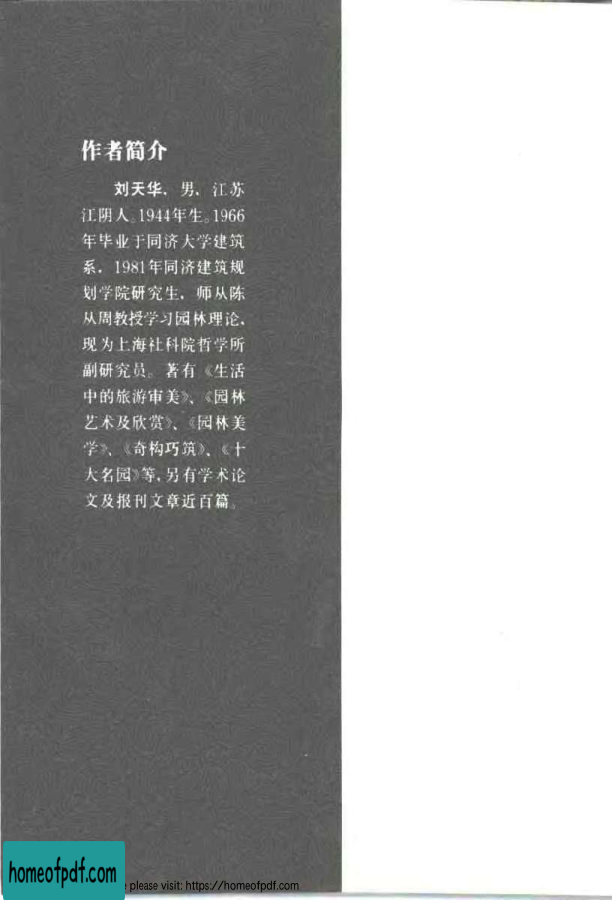 作者简介
刘天华，男，江苏
江阴人。1944年生。1966
年毕业于同济大学建筑
系，1981年同济建筑规
划学院研究生，师从陈
从周教授学习园林理论，
现为上海社科院哲学所
副研究员。著有《生活
中的旅游审美》、《园林
艺术及欣赏》、《园林美
学》、《奇构巧筑》、《十
大名园》等，另有学术论
文及报刊文章近百篇。
homeofpdf.com
please visit: https://homeofpdf.com